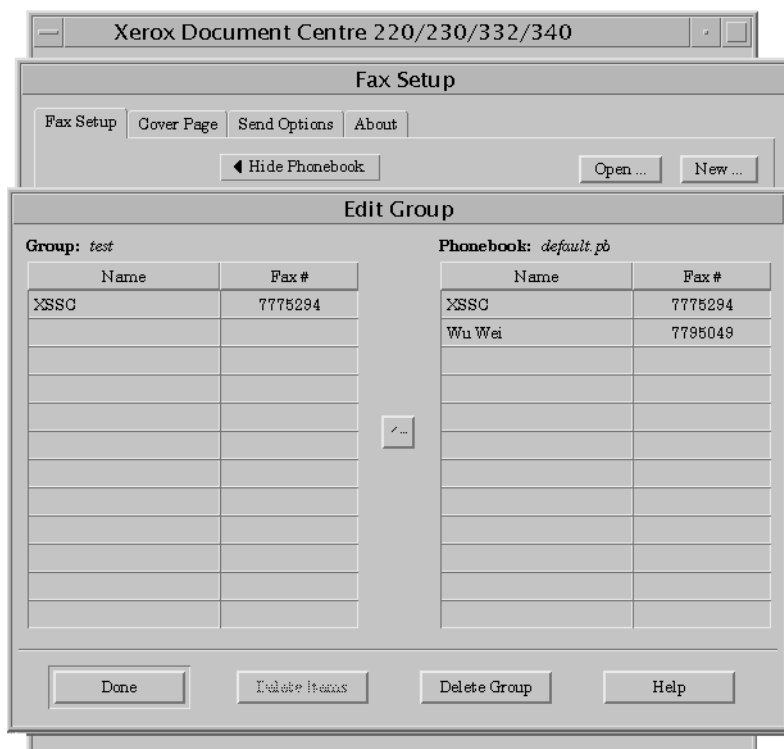 Xerox Document Centre 220/230/332/340
Fax Setup
Fax Setup Cover Page Send Options About
Hide Phonebook Open ... New ...
Edit Group
Group: test Phonebook: default.pb
Name Fax # Name Fax #
XSSC 7775294 XSSC 7775294
Wu Wei 7795049
Done Delete Items Delete Group Help